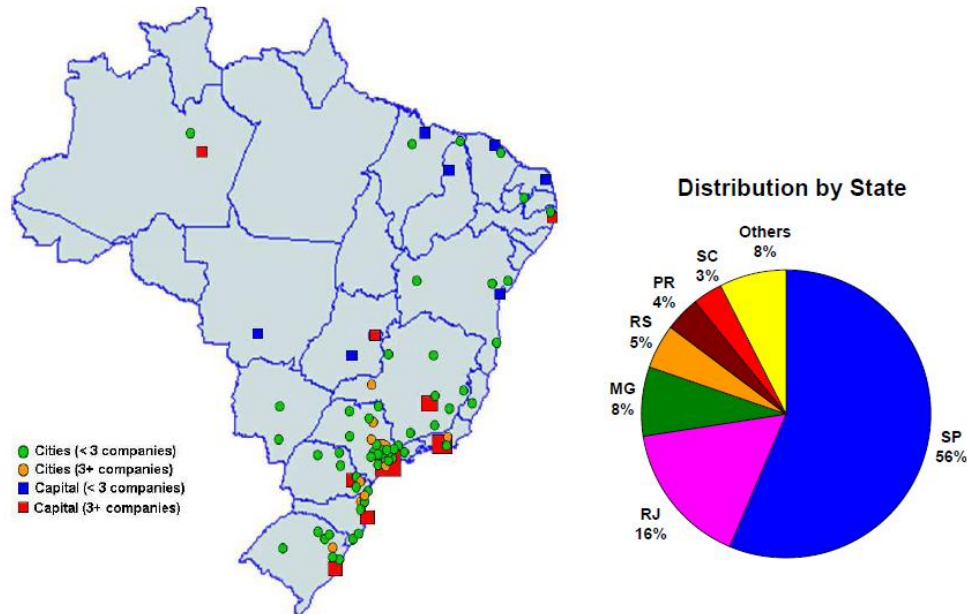 Cities (< 3 companies)
Cities (3+ companies)
Capital (< 3 companies)
Capital (3+ companies)
Distribution by State
Others
8%
SC
3%
PR
4%
RS
5%
MG
8%
RJ
16%
SP
56%